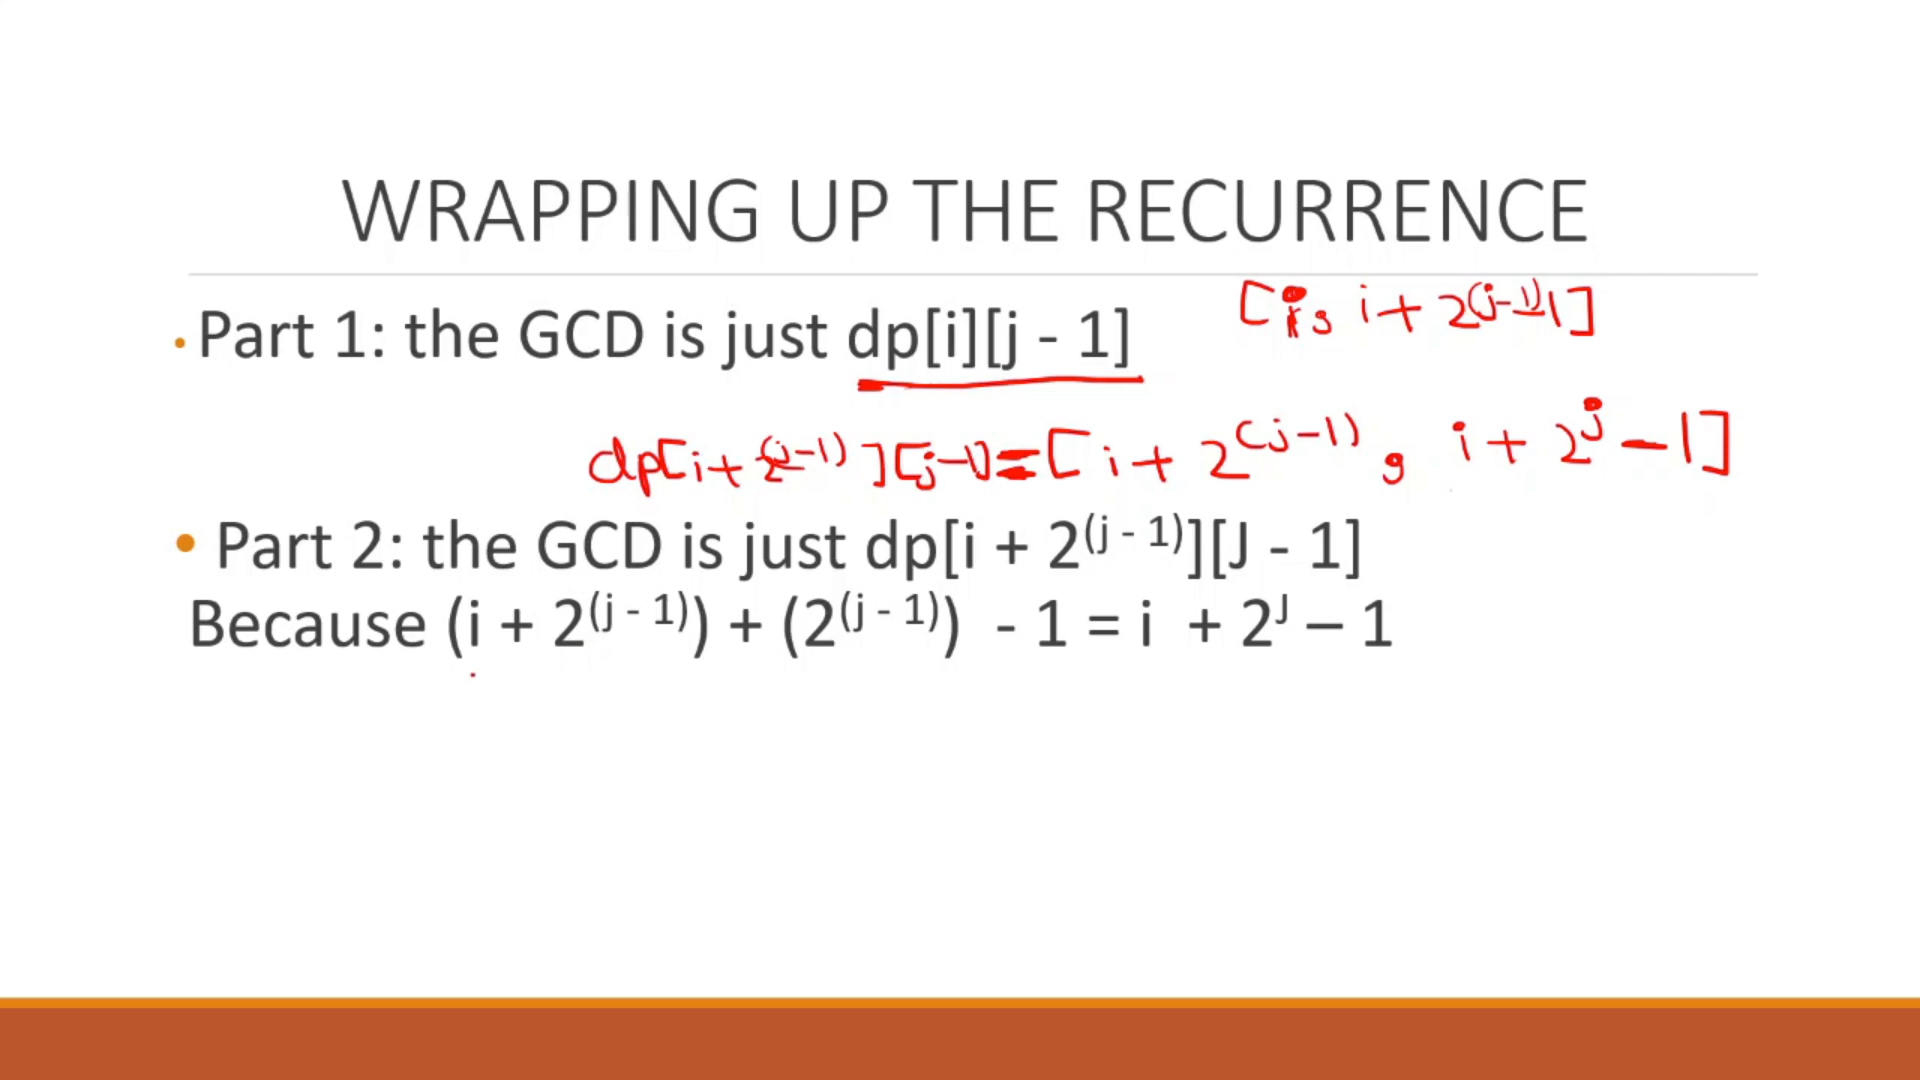 WRAPPING UP THE RECURRENCE
• Part 1: the GCD is just dp[i][j - 1]
[i, i + 2^(j-1) - 1]
dp[i + 2^(j-1)][j-1] = [i + 2^(j-1), i + 2^j - 1]
• Part 2: the GCD is just dp[i + 2^(j - 1)][J - 1]
Because (i + 2^(j - 1)) + (2^(j - 1)) - 1 = i + 2^J – 1